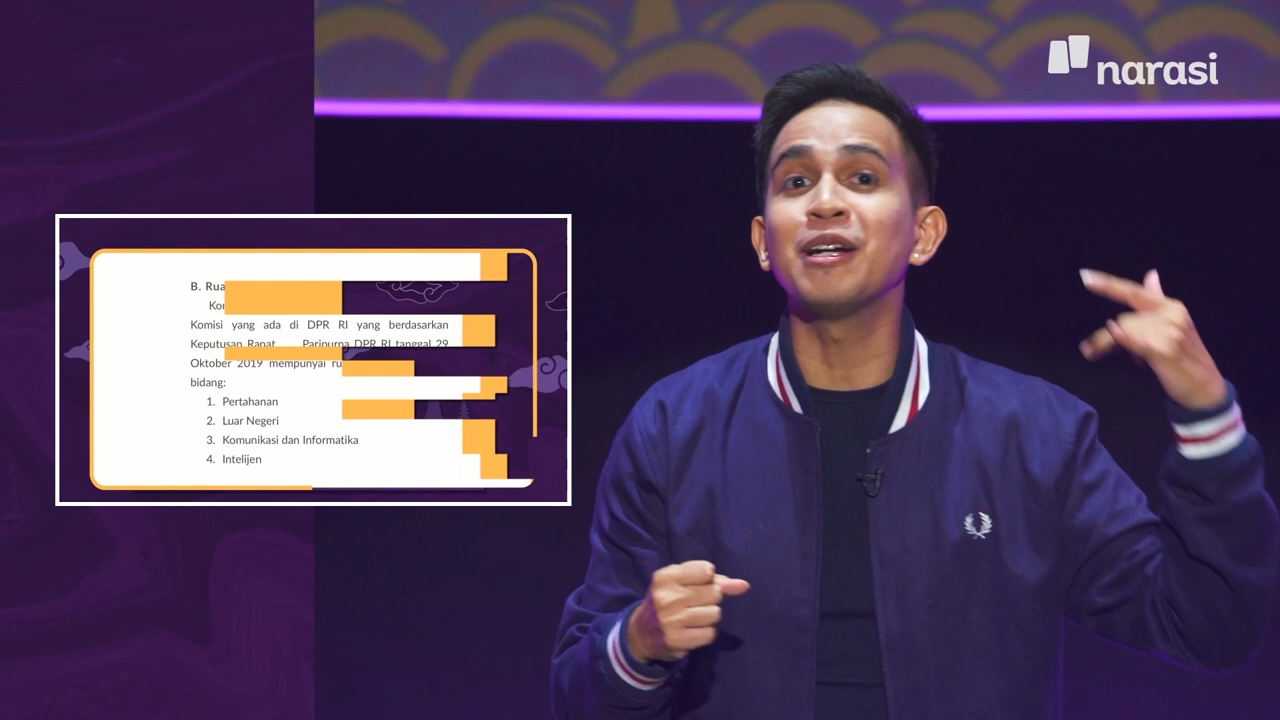 narasi
B. Rua
Kor
Komisi yang ada di DPR RI yang berdasarkan
Keputusan Rapat Paripurna DPR RI tanggal 29
Oktober 2019 mempunyai ru
bidang:
1. Pertahanan
2. Luar Negeri
3. Komunikasi dan Informatika
4. Intelijen